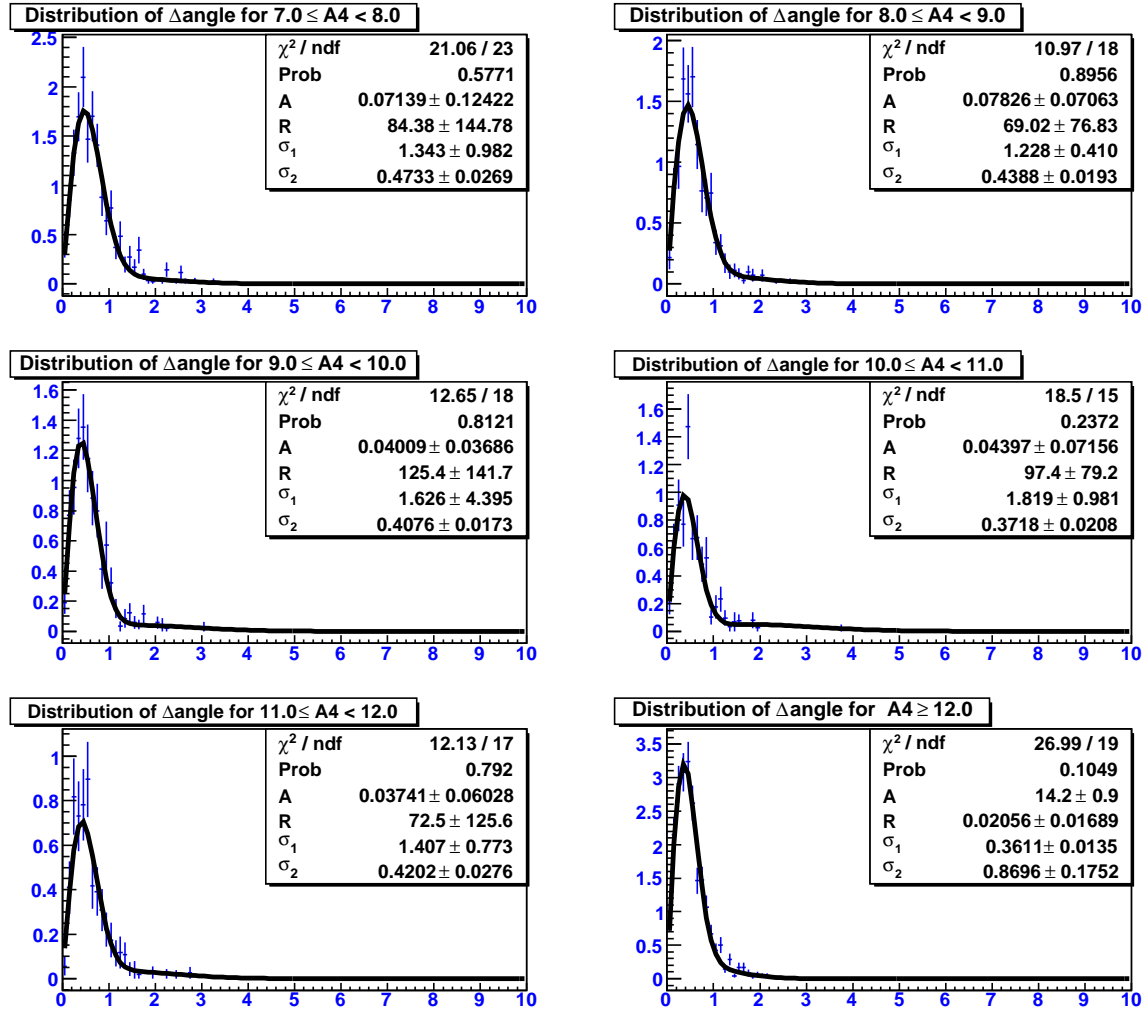 Distribution of Δangle for 7.0 ≤ A4 < 8.0
χ² / ndf 21.06 / 23
Prob 0.5771
A 0.07139 ± 0.12422
R 84.38 ± 144.78
σ₁ 1.343 ± 0.982
σ₂ 0.4733 ± 0.0269
2.5
2
1.5
1
0.5
0
0 1 2 3 4 5 6 7 8 9 10
Distribution of Δangle for 8.0 ≤ A4 < 9.0
χ² / ndf 10.97 / 18
Prob 0.8956
A 0.07826 ± 0.07063
R 69.02 ± 76.83
σ₁ 1.228 ± 0.410
σ₂ 0.4388 ± 0.0193
2
1.5
1
0.5
0
0 1 2 3 4 5 6 7 8 9 10
Distribution of Δangle for 9.0 ≤ A4 < 10.0
χ² / ndf 12.65 / 18
Prob 0.8121
A 0.04009 ± 0.03686
R 125.4 ± 141.7
σ₁ 1.626 ± 4.395
σ₂ 0.4076 ± 0.0173
1.6
1.4
1.2
1
0.8
0.6
0.4
0.2
0
0 1 2 3 4 5 6 7 8 9 10
Distribution of Δangle for 10.0 ≤ A4 < 11.0
χ² / ndf 18.5 / 15
Prob 0.2372
A 0.04397 ± 0.07156
R 97.4 ± 79.2
σ₁ 1.819 ± 0.981
σ₂ 0.3718 ± 0.0208
1.6
1.4
1.2
1
0.8
0.6
0.4
0.2
0
0 1 2 3 4 5 6 7 8 9 10
Distribution of Δangle for 11.0 ≤ A4 < 12.0
χ² / ndf 12.13 / 17
Prob 0.792
A 0.03741 ± 0.06028
R 72.5 ± 125.6
σ₁ 1.407 ± 0.773
σ₂ 0.4202 ± 0.0276
1
0.8
0.6
0.4
0.2
0
0 1 2 3 4 5 6 7 8 9 10
Distribution of Δangle for A4 ≥ 12.0
χ² / ndf 26.99 / 19
Prob 0.1049
A 14.2 ± 0.9
R 0.02056 ± 0.01689
σ₁ 0.3611 ± 0.0135
σ₂ 0.8696 ± 0.1752
3.5
3
2.5
2
1.5
1
0.5
0
0 1 2 3 4 5 6 7 8 9 10